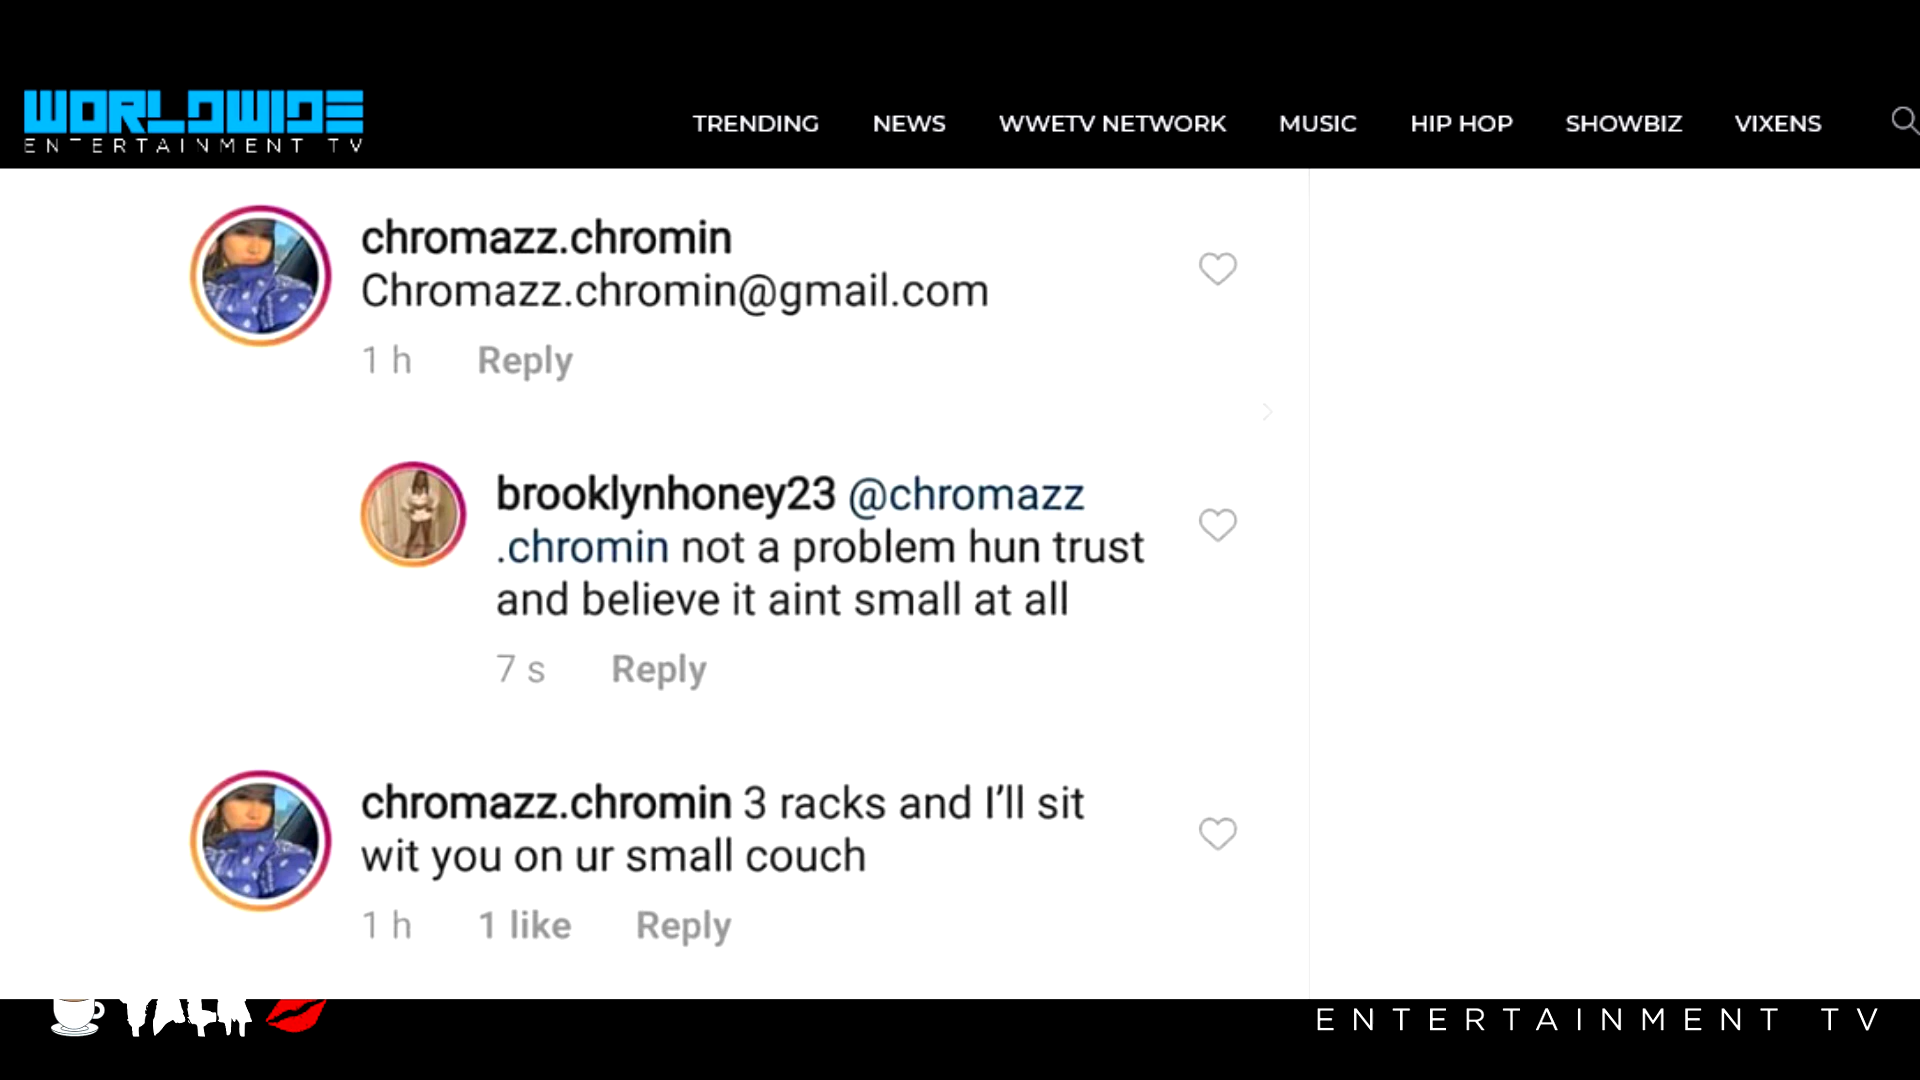 WORLDWIDE
ENTERTAINMENT TV
TRENDING NEWS WWETV NETWORK MUSIC HIP HOP SHOWBIZ VIXENS
chromazz.chromin
Chromazz.chromin@gmail.com
1 h Reply
brooklynhoney23 @chromazz
.chromin not a problem hun trust
and believe it aint small at all
7 s Reply
chromazz.chromin 3 racks and I'll sit
wit you on ur small couch
1 h 1 like Reply
TALK
ENTERTAINMENT TV